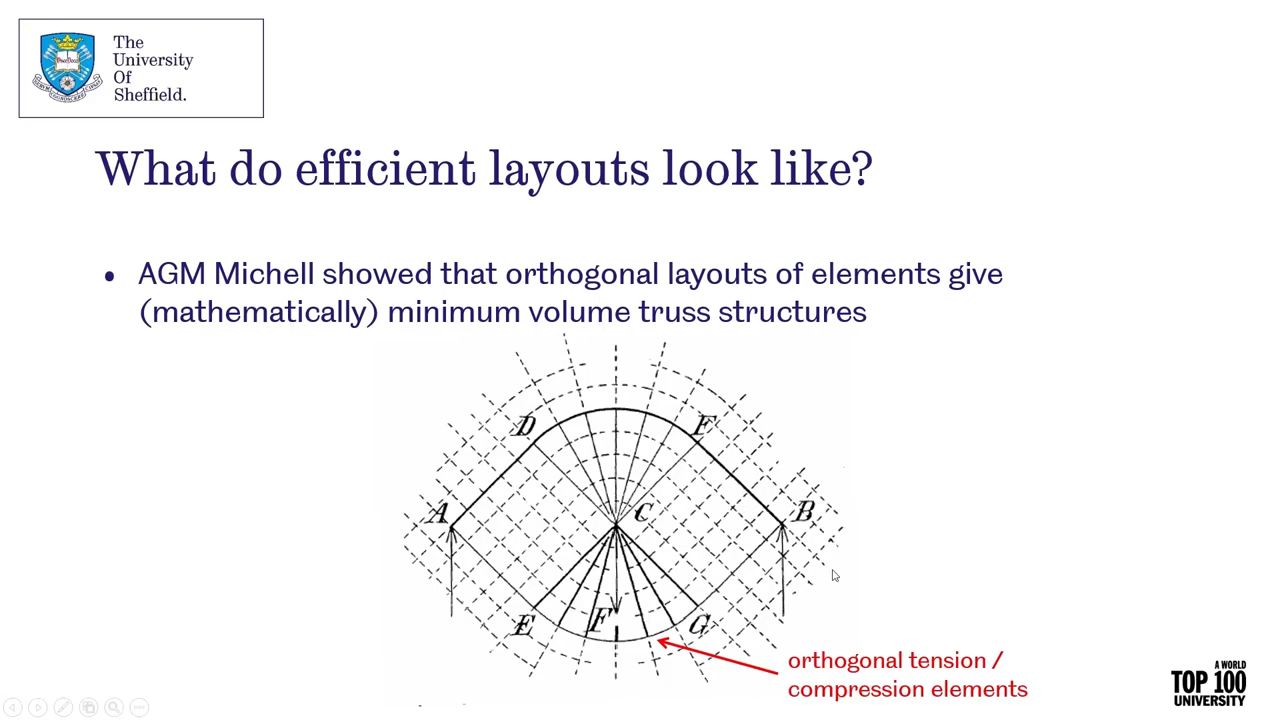 The
University
Of
Sheffield.
What do efficient layouts look like?
• AGM Michell showed that orthogonal layouts of elements give
(mathematically) minimum volume truss structures
D
F
A
C
B
E
F
G
orthogonal tension /
compression elements
A WORLD
TOP 100
UNIVERSITY